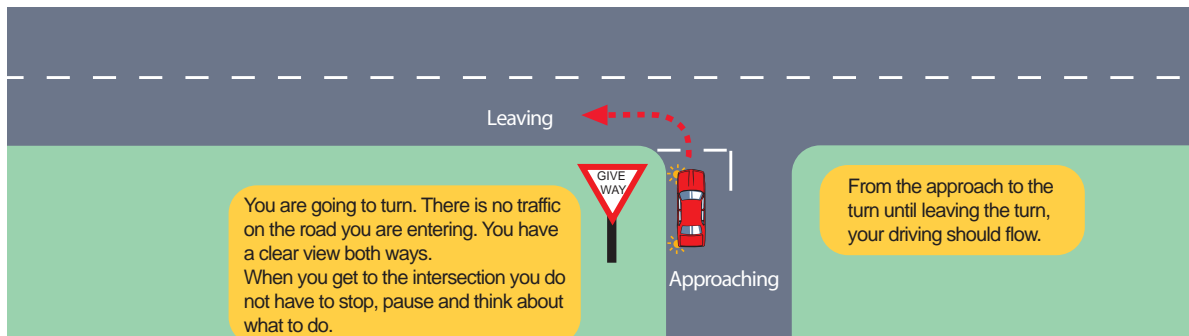 Leaving
GIVE
WAY
You are going to turn. There is no traffic
on the road you are entering. You have
a clear view both ways.
When you get to the intersection you do
not have to stop, pause and think about
what to do.
Approaching
From the approach to the
turn until leaving the turn,
your driving should flow.